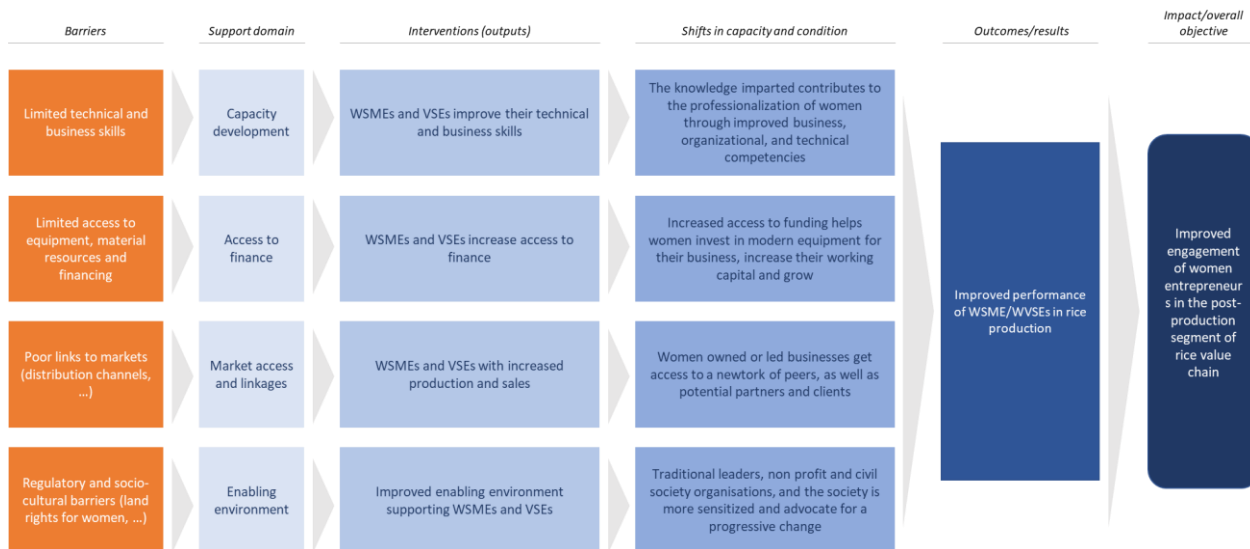 Barriers
Support domain
Interventions (outputs)
Shifts in capacity and condition
Outcomes/results
Impact/overall
objective
Limited technical and
business skills
Capacity
development
WSMEs and VSEs improve their technical
and business skills
The knowledge imparted contributes to
the professionalization of women
through improved business,
organizational, and technical
competencies
Limited access to
equipment, material
resources and
financing
Access to
finance
WSMEs and VSEs increase access to
finance
Increased access to funding helps
women invest in modern equipment for
their business, increase their working
capital and grow
Poor links to markets
(distribution channels,
...)
Market access
and linkages
WSMEs and VSEs with increased
production and sales
Women owned or led businesses get
access to a newtork of peers, as well as
potential partners and clients
Regulatory and socio-
cultural barriers (land
rights for women, ...)
Enabling
environment
Improved enabling environment
supporting WSMEs and VSEs
Traditional leaders, non profit and civil
society organisations, and the society is
more sensitized and advocate for a
progressive change
Improved performance
of WSME/WVSEs in rice
production
Improved
engagement
of women
entrepreneur
s in the post-
production
segment of
rice value
chain